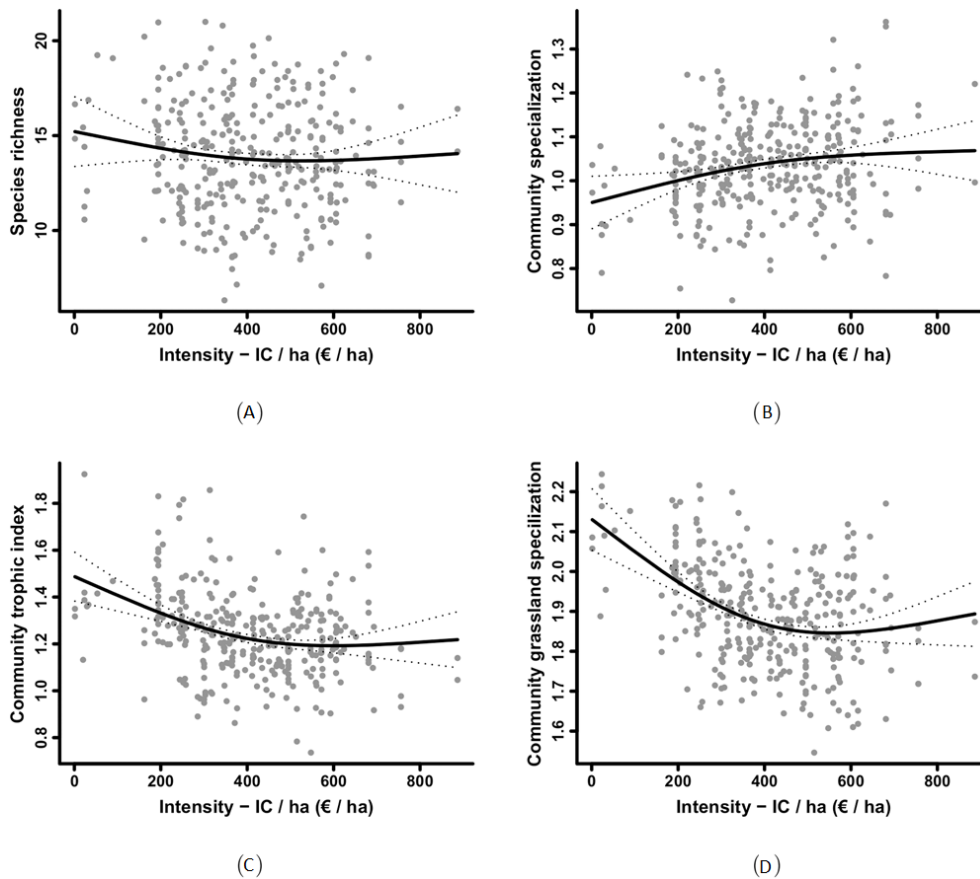 Species richness
20
15
10
0 200 400 600 800
Intensity – IC / ha (€ / ha)
(A)
Community specialization
1.3
1.2
1.1
1.0
0.9
0.8
0 200 400 600 800
Intensity – IC / ha (€ / ha)
(B)
Community trophic index
1.8
1.6
1.4
1.2
1.0
0.8
0 200 400 600 800
Intensity – IC / ha (€ / ha)
(C)
Community grassland specilization
2.2
2.1
2.0
1.9
1.8
1.7
1.6
0 200 400 600 800
Intensity – IC / ha (€ / ha)
(D)